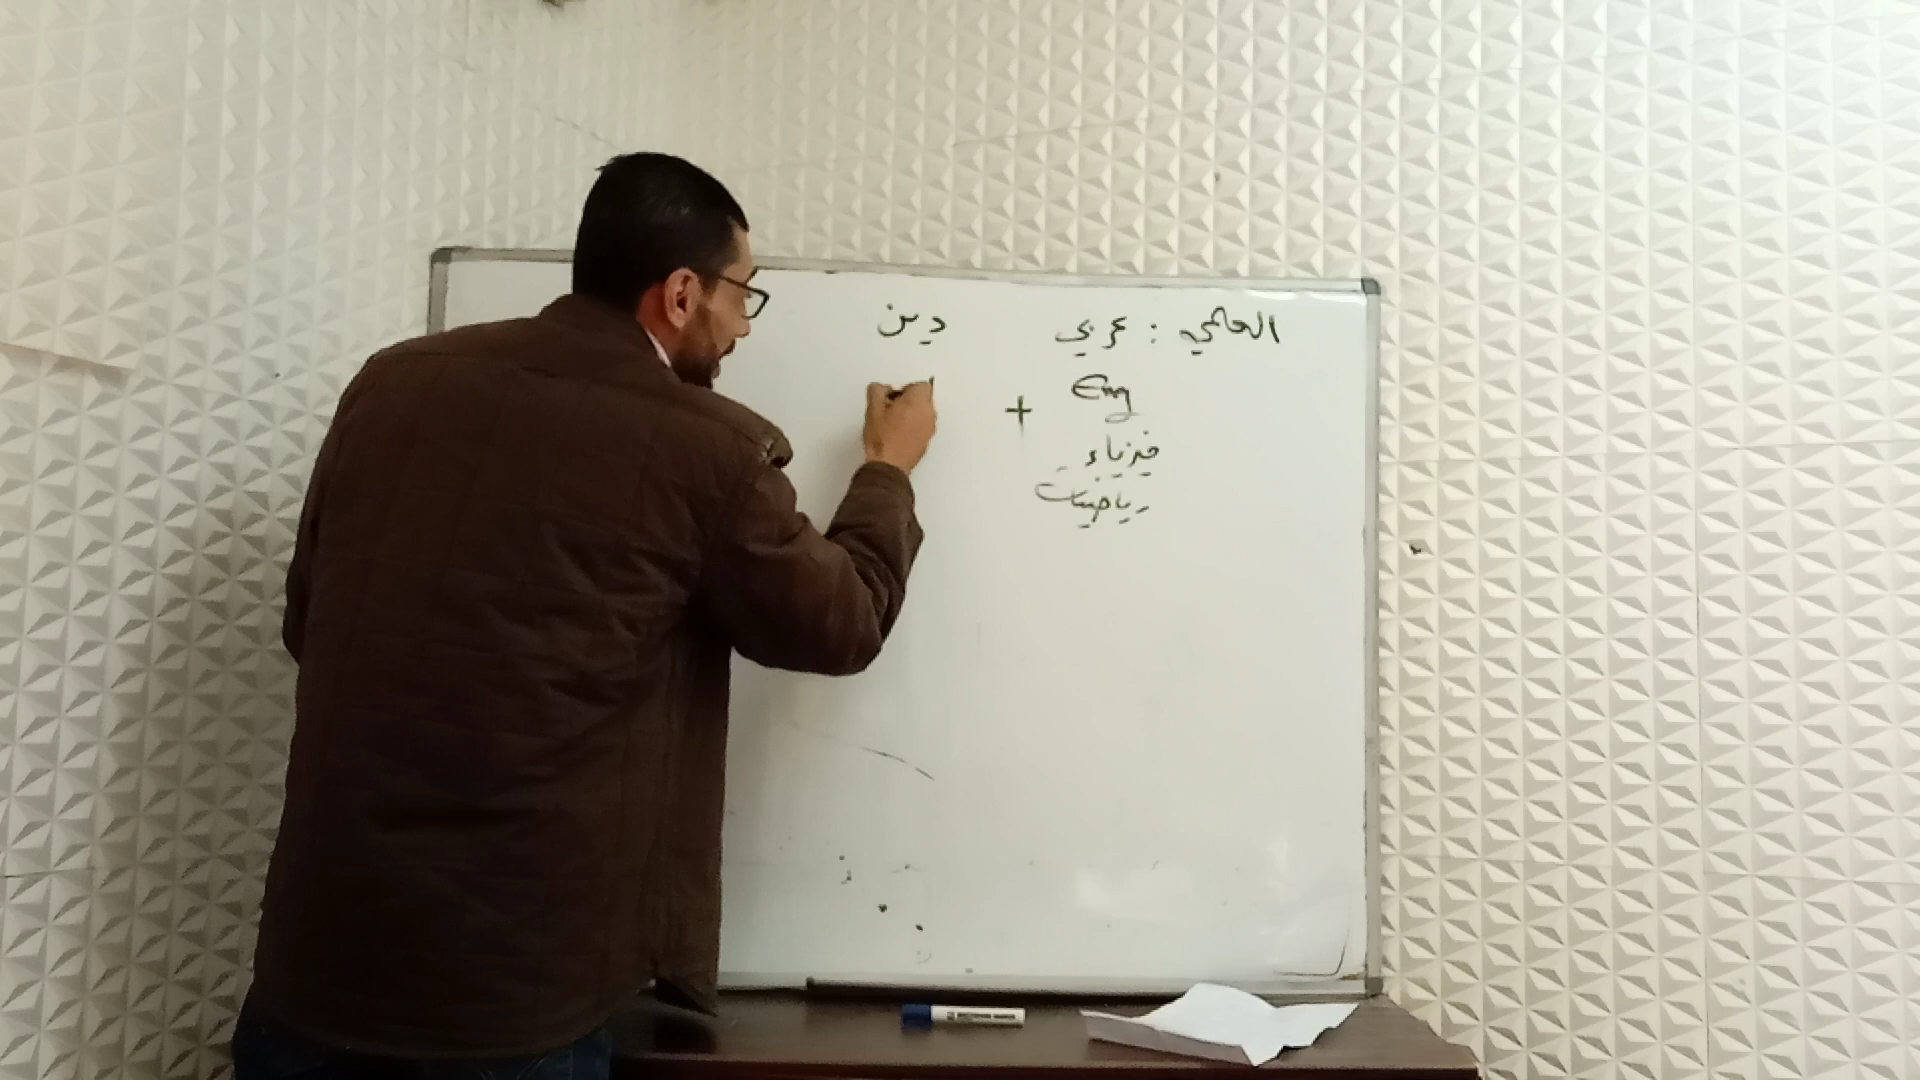 العلمي : عربي دين
Eng
+
فيزياء
رياضيات